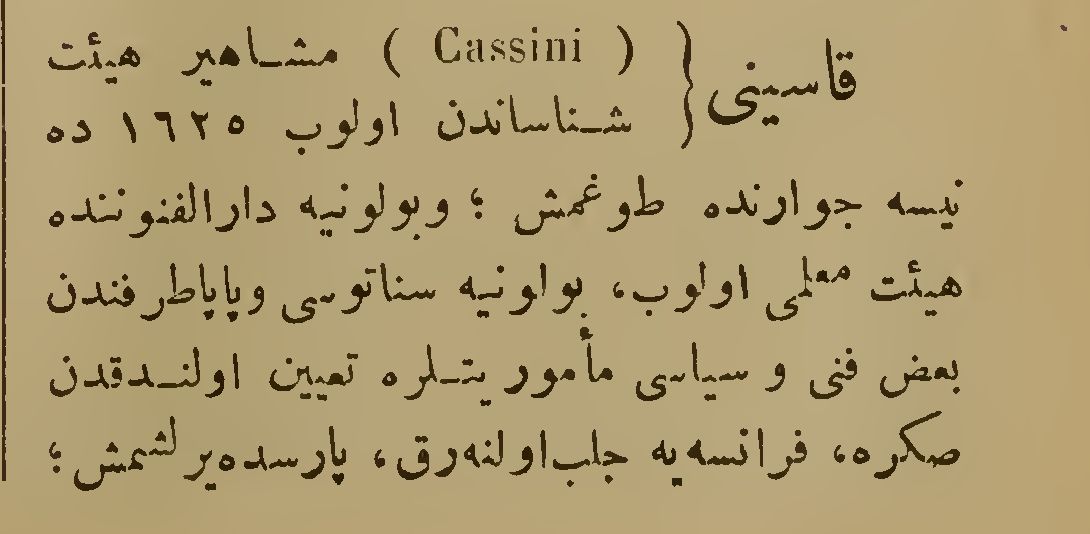 قاسینی { ( Cassini ) مشاهیر هیئت
شناساندن اولوب ١٦٢٥ ده
نیسه جوارنده طوغمش ؛ وبولونیه دارالفنوننده
هیئت معلمی اولوب، بولونیه سناتوسی وپاپاطرفندن
بعض فنی و سیاسی مأموریتلره تعیین اولندقدن
صکره، فرانسه‌یه جلب‌اولنه‌رق، پارسده‌یرلشمش ؛